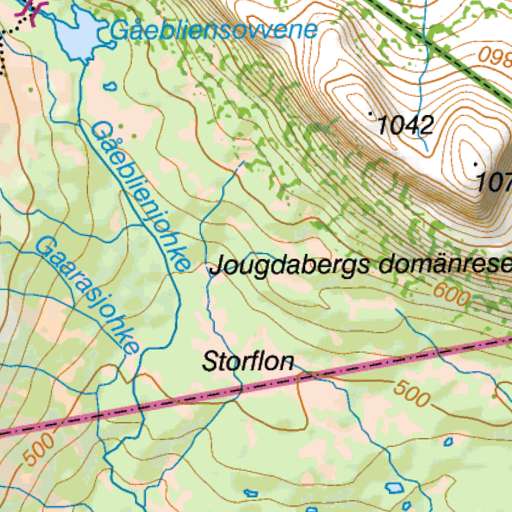 Gåebliensovvene
098
1042
107
Gåeblienjohke
Gaarasjohke
Jougdabergs domänrese
600
Storflon
500
500